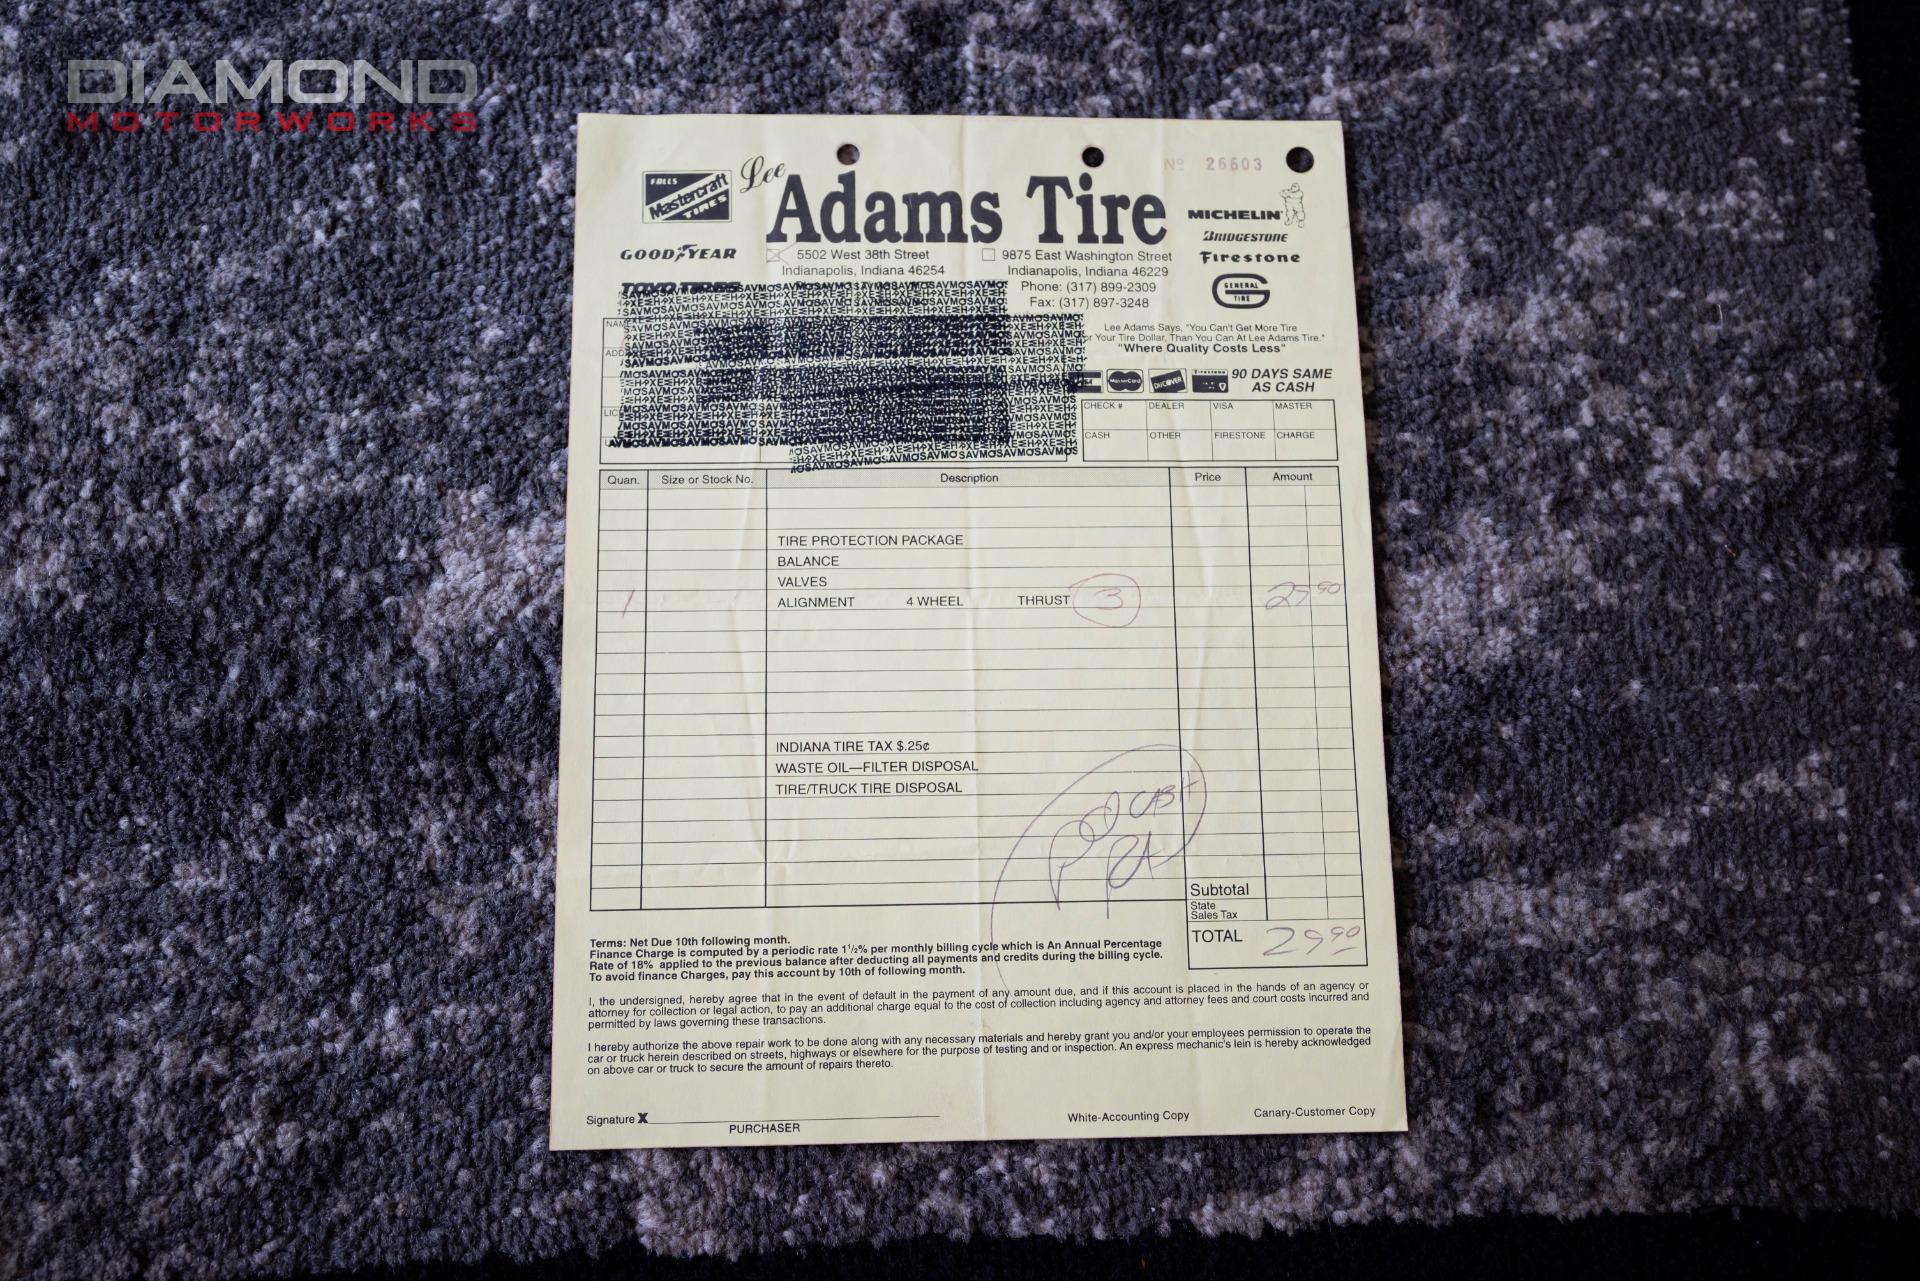 DIAMOND
MOTORWORKS
Nº 26603
FALLS
Mastercraft
TIRES
Lee
Adams Tire
MICHELIN
BRIDGESTONE
GOODYEAR
5502 West 38th Street
Indianapolis, Indiana 46254
9875 East Washington Street
Indianapolis, Indiana 46229
Phone: (317) 899-2309
Fax: (317) 897-3248
Firestone
GENERAL
TIRE
TOYO TIRES
Lee Adams Says, "You Can't Get More Tire
Your Tire Dollar, Than You Can At Lee Adams Tire."
"Where Quality Costs Less"
MasterCard
DISCOVER
Firestone
90 DAYS SAME
AS CASH
CHECK # DEALER VISA MASTER
CASH OTHER FIRESTONE CHARGE
Quan. Size or Stock No. Description Price Amount
TIRE PROTECTION PACKAGE
BALANCE
VALVES
1 ALIGNMENT 4 WHEEL THRUST 3 29 90
INDIANA TIRE TAX $.25¢
WASTE OIL—FILTER DISPOSAL
TIRE/TRUCK TIRE DISPOSAL
pd CASH
Subtotal
State
Sales Tax
TOTAL 29 90
Terms: Net Due 10th following month.
Finance Charge is computed by a periodic rate 1 1/2% per monthly billing cycle which is An Annual Percentage
Rate of 18% applied to the previous balance after deducting all payments and credits during the billing cycle.
To avoid finance Charges, pay this account by 10th of following month.
I, the undersigned, hereby agree that in the event of default in the payment of any amount due, and if this account is placed in the hands of an agency or
attorney for collection or legal action, to pay an additional charge equal to the cost of collection including agency and attorney fees and court costs incurred and
permitted by laws governing these transactions.
I hereby authorize the above repair work to be done along with any necessary materials and hereby grant you and/or your employees permission to operate the
car or truck herein described on streets, highways or elsewhere for the purpose of testing and or inspection. An express mechanic's lein is hereby acknowledged
on above car or truck to secure the amount of repairs thereto.
Signature X
PURCHASER
White-Accounting Copy
Canary-Customer Copy